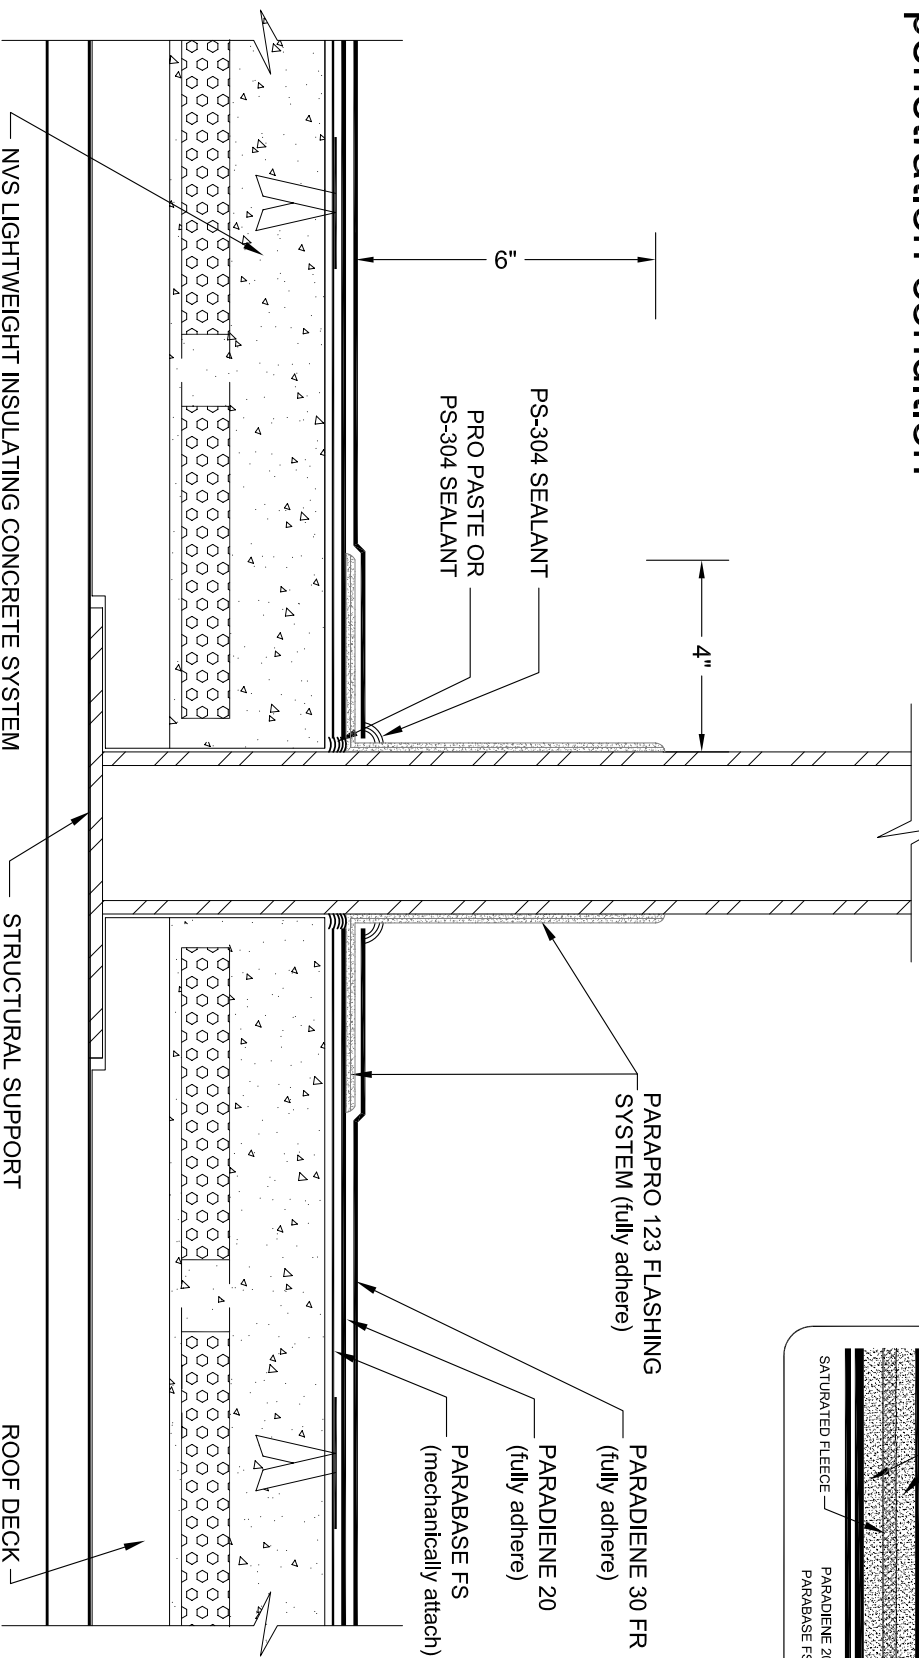 penetration condition
6"
4"
PS-304 SEALANT
PRO PASTE OR
PS-304 SEALANT
PARAPRO 123 FLASHING
SYSTEM (fully adhere)
SATURATED FLEECE
PARADIENE 20
PARABASE FS
PARADIENE 30 FR
(fully adhere)
PARADIENE 20
(fully adhere)
PARABASE FS
(mechanically attach)
NVS LIGHTWEIGHT INSULATING CONCRETE SYSTEM
STRUCTURAL SUPPORT
ROOF DECK